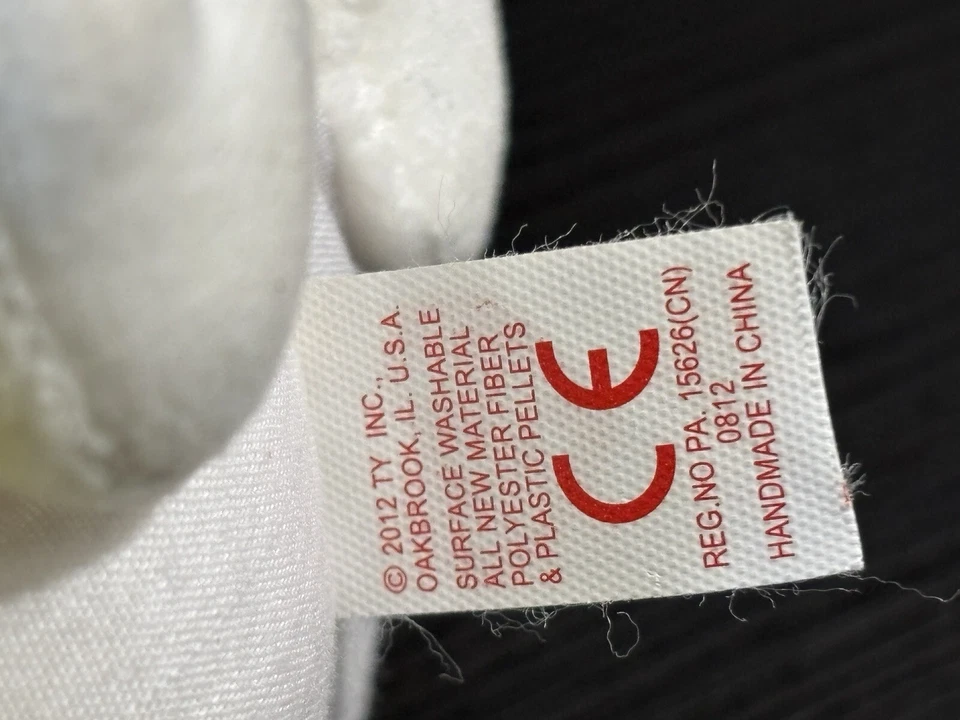 © 2012 TY INC.,
OAKBROOK, IL. U.S.A.
SURFACE WASHABLE
ALL NEW MATERIAL
POLYESTER FIBER
& PLASTIC PELLETS
CE
REG.NO PA. 15626(CN)
0812
HANDMADE IN CHINA